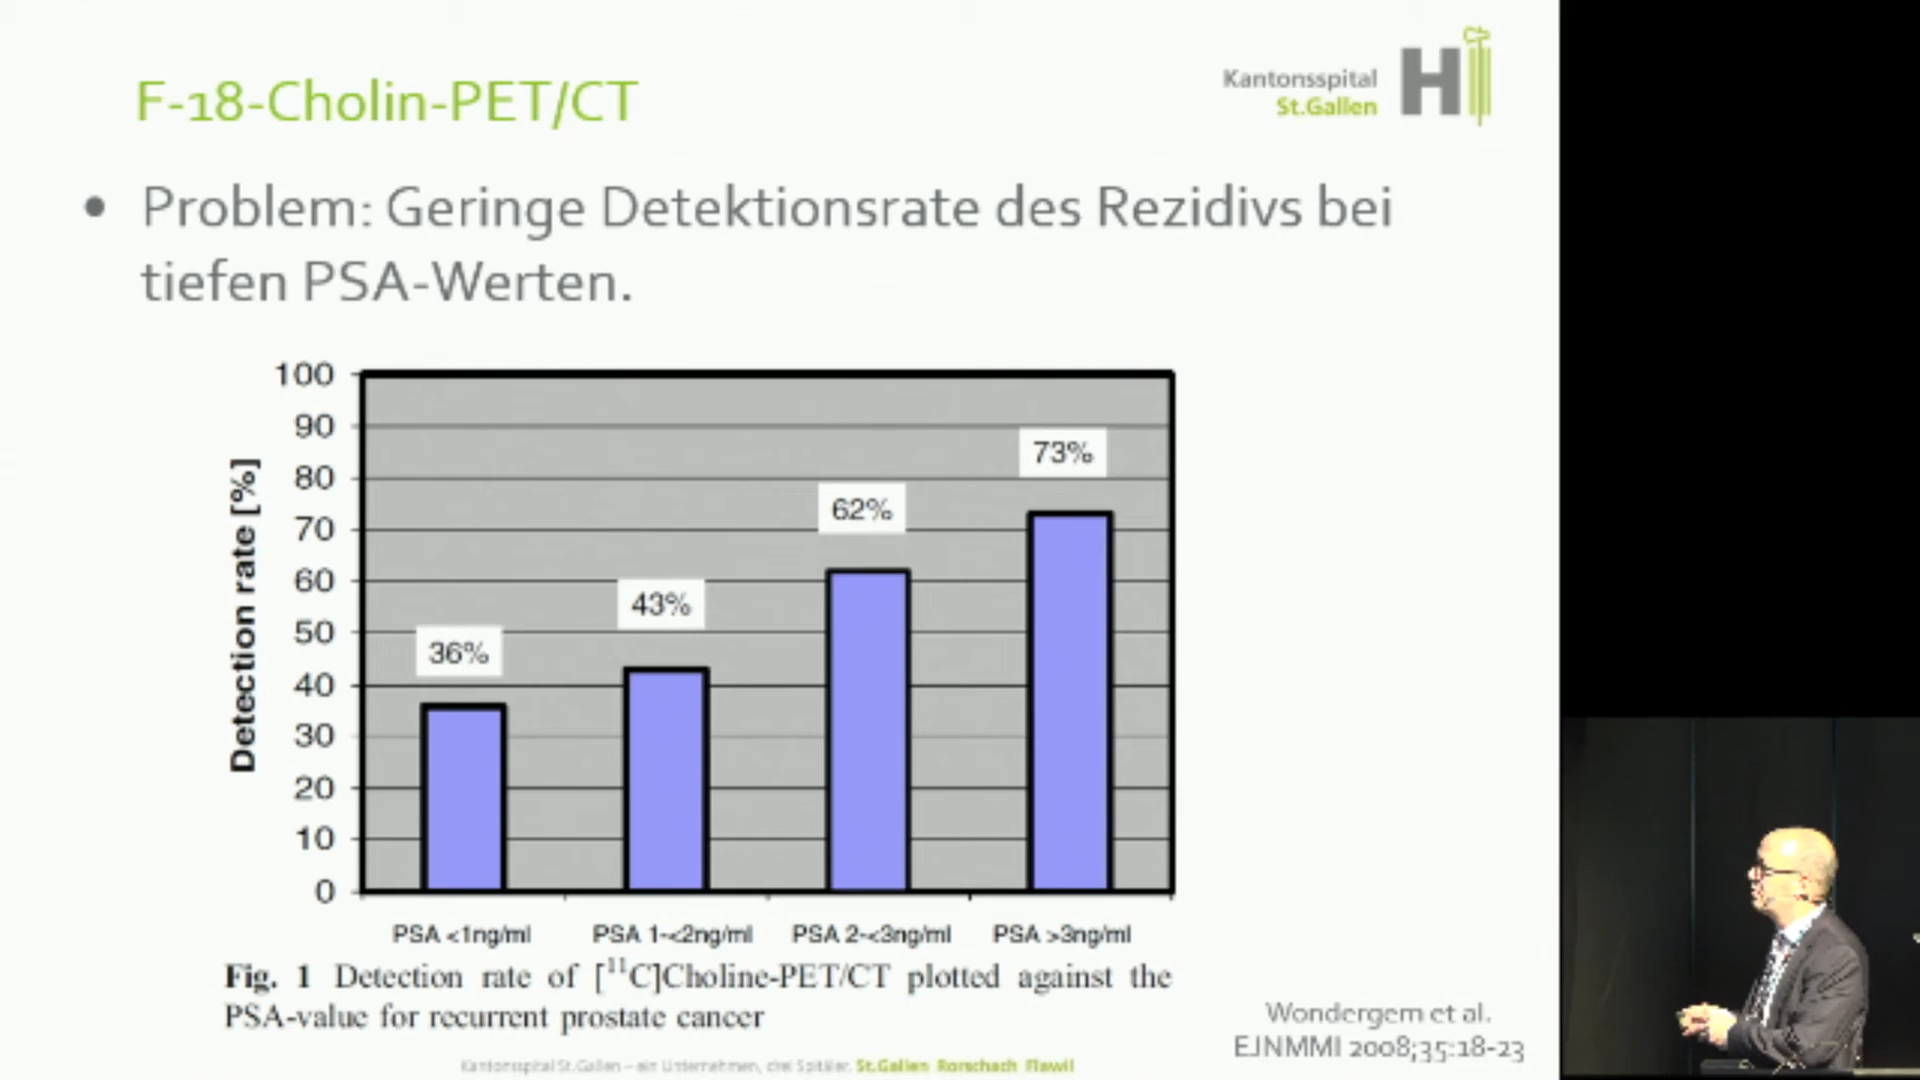 F-18-Cholin-PET/CT
Kantonsspital
St.Gallen
• Problem: Geringe Detektionsrate des Rezidivs bei
tiefen PSA-Werten.
Detection rate [%]
100
90
80
70
60
50
40
30
20
10
0
36%
43%
62%
73%
PSA <1ng/ml
PSA 1-<2ng/ml
PSA 2-<3ng/ml
PSA >3ng/ml
Fig. 1 Detection rate of [¹¹C]Choline-PET/CT plotted against the
PSA-value for recurrent prostate cancer
Wondergem et al.
EJNMMI 2008;35:18-23
Kantonsspital St.Gallen – ein Unternehmen, drei Spitäler. St.Gallen Rorschach Flawil